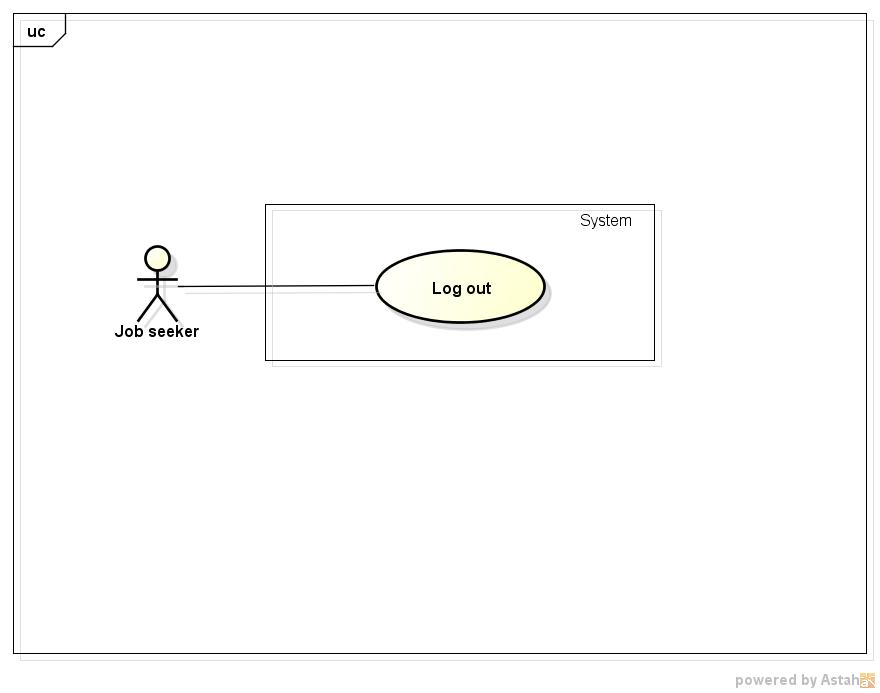 uc
System
Log out
Job seeker
powered by Astah